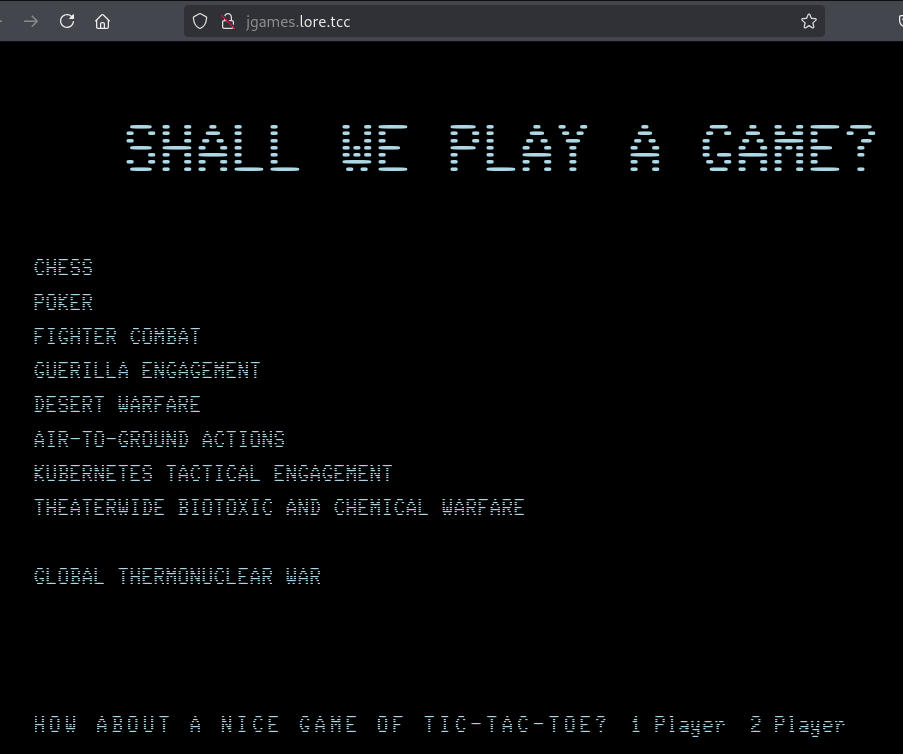 jgames.lore.tcc
SHALL WE PLAY A GAME?
CHESS
POKER
FIGHTER COMBAT
GUERILLA ENGAGEMENT
DESERT WARFARE
AIR-TO-GROUND ACTIONS
KUBERNETES TACTICAL ENGAGEMENT
THEATERWIDE BIOTOXIC AND CHEMICAL WARFARE
GLOBAL THERMONUCLEAR WAR
HOW ABOUT A NICE GAME OF TIC-TAC-TOE? 1 Player 2 Player